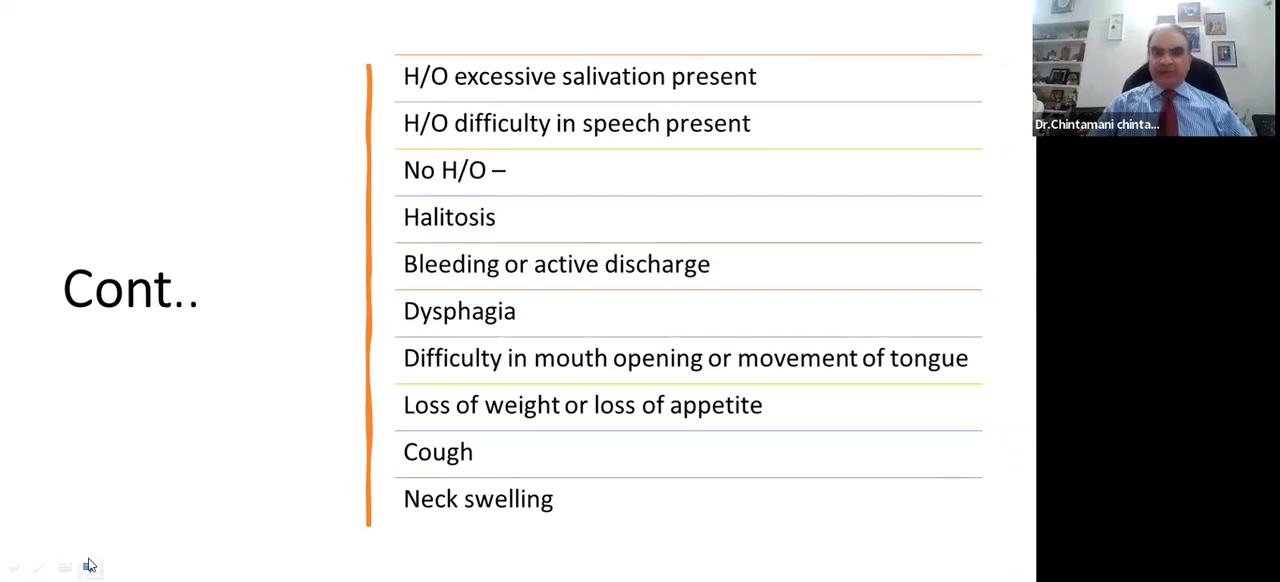 Cont..
H/O excessive salivation present
H/O difficulty in speech present
No H/O –
Halitosis
Bleeding or active discharge
Dysphagia
Difficulty in mouth opening or movement of tongue
Loss of weight or loss of appetite
Cough
Neck swelling
Dr.Chintamani chinta...